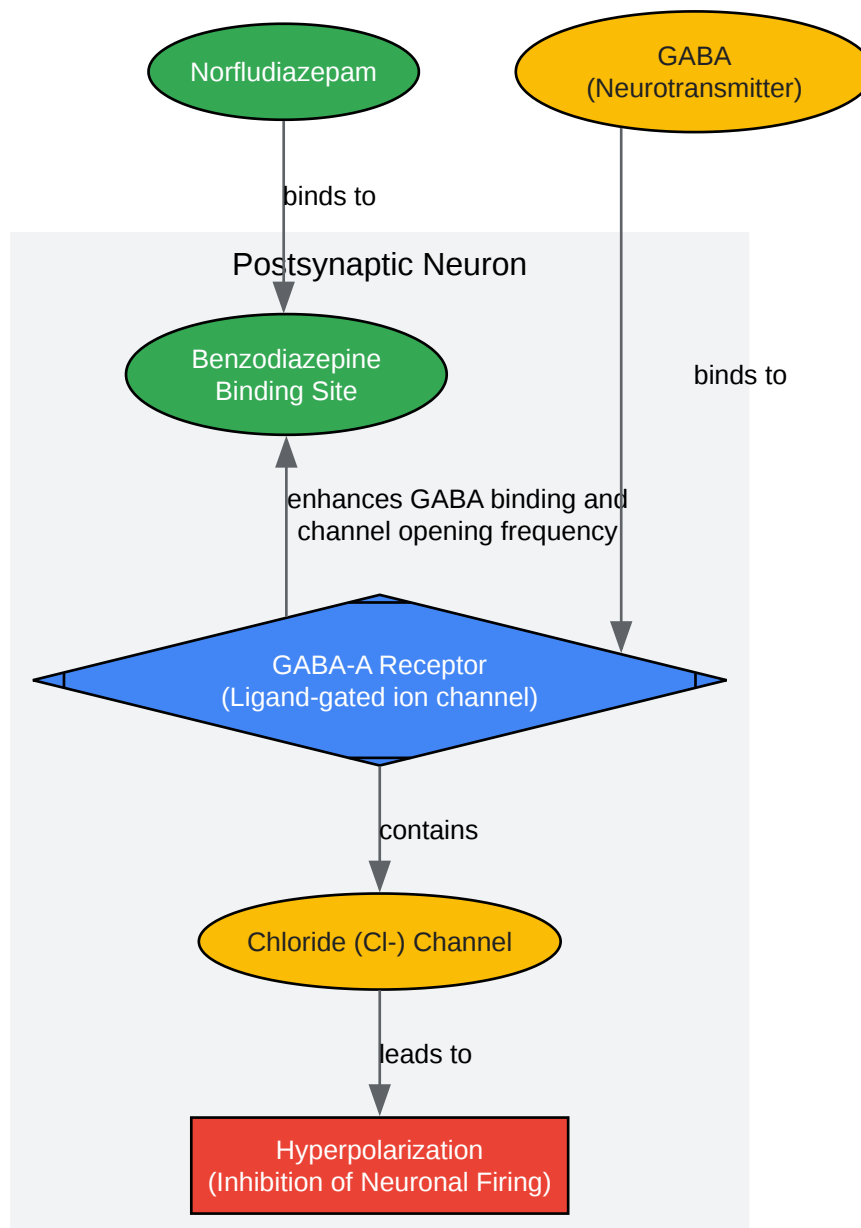 Norfludiazepam
GABA
(Neurotransmitter)
binds to
Postsynaptic Neuron
Benzodiazepine
Binding Site
binds to
enhances GABA binding and
channel opening frequency
GABA-A Receptor
(Ligand-gated ion channel)
contains
Chloride (Cl-) Channel
leads to
Hyperpolarization
(Inhibition of Neuronal Firing)